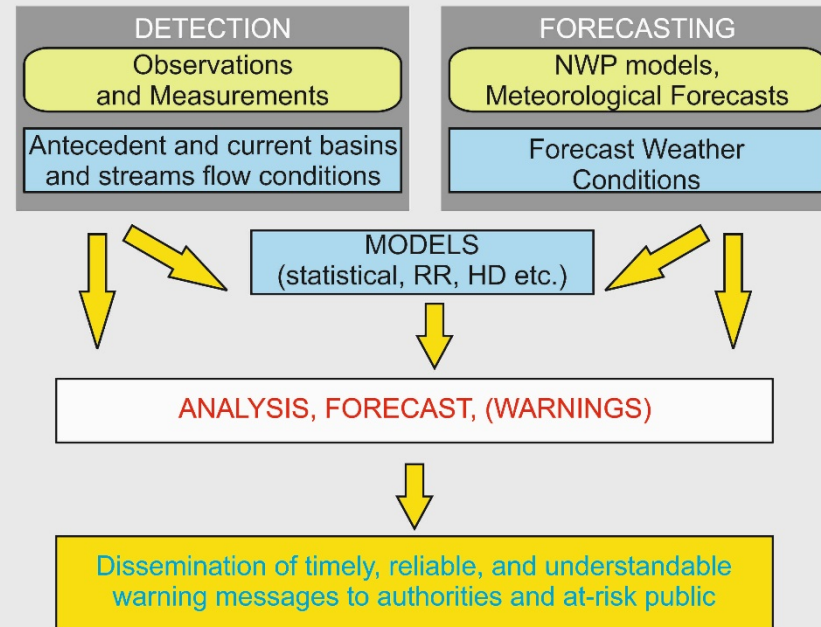 DETECTION
Observations
and Measurements
Antecedent and current basins
and streams flow conditions
FORECASTING
NWP models,
Meteorological Forecasts
Forecast Weather
Conditions
MODELS
(statistical, RR, HD etc.)
ANALYSIS, FORECAST, (WARNINGS)
Dissemination of timely, reliable, and understandable
warning messages to authorities and at-risk public